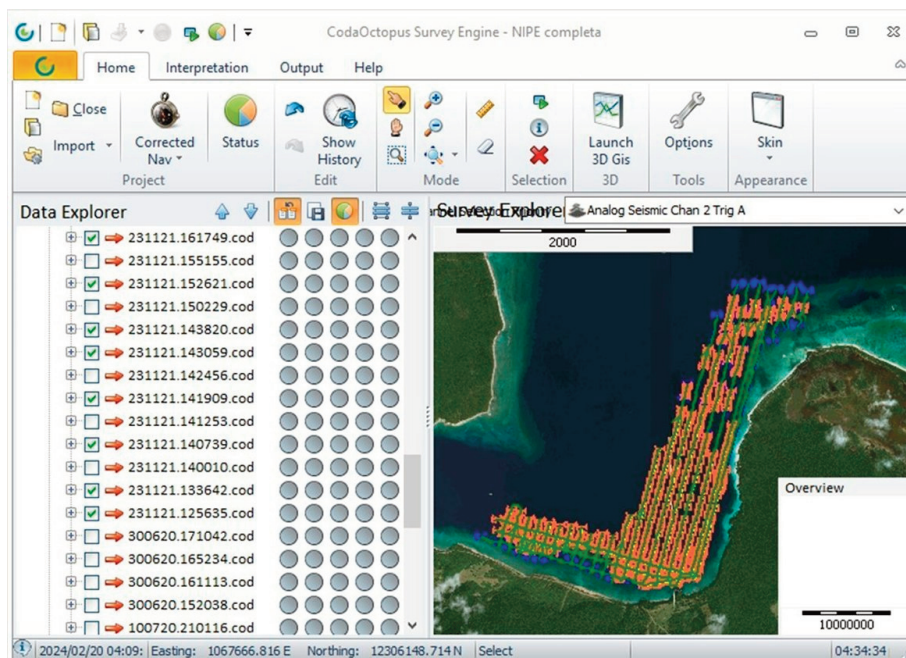 CodaOctopus Survey Engine - NIPE completa
Home Interpretation Output Help
Close
Import
Corrected Nav
Status
Show History
Launch 3D Gis
Options
Skin
Project Edit Mode Selection 3D Tools Appearance
Data Explorer
Survey Explorer
Analog Seismic Chan 2 Trig A
2000
231121.161749.cod
231121.155155.cod
231121.152621.cod
231121.150229.cod
231121.143820.cod
231121.143059.cod
231121.142456.cod
231121.141909.cod
231121.141253.cod
231121.140739.cod
231121.140010.cod
231121.133642.cod
231121.125635.cod
300620.171042.cod
300620.165234.cod
300620.161113.cod
300620.152038.cod
100720.210116.cod
Overview
10000000
2024/02/20 04:09: Easting: 1067666.816 E Northing: 12306148.714 N Select 04:34:34